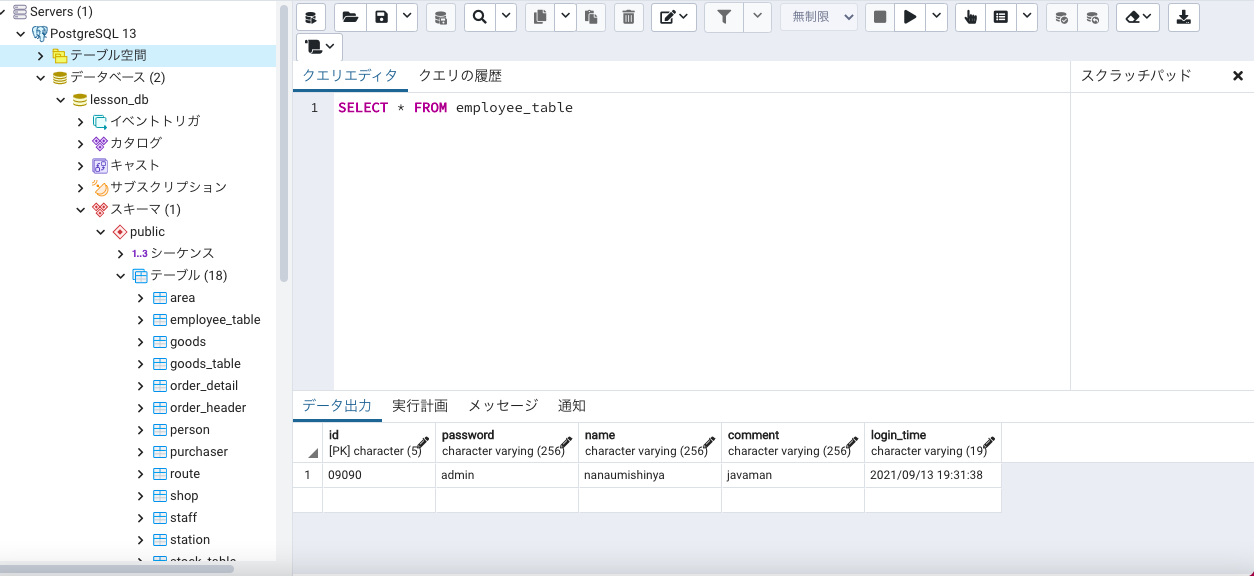 Servers (1)
PostgreSQL 13
テーブル空間
データベース (2)
lesson_db
イベントトリガ
カタログ
キャスト
サブスクリプション
スキーマ (1)
public
1..3 シーケンス
テーブル (18)
area
employee_table
goods
goods_table
order_detail
order_header
person
purchaser
route
shop
staff
station
stock_table
無制限
クエリエディタ クエリの履歴
スクラッチパッド
1 SELECT * FROM employee_table
データ出力 実行計画 メッセージ 通知
id password name comment login_time
[PK] character (5) character varying (256) character varying (256) character varying (256) character varying (19)
1 09090 admin nanaumishinya javaman 2021/09/13 19:31:38